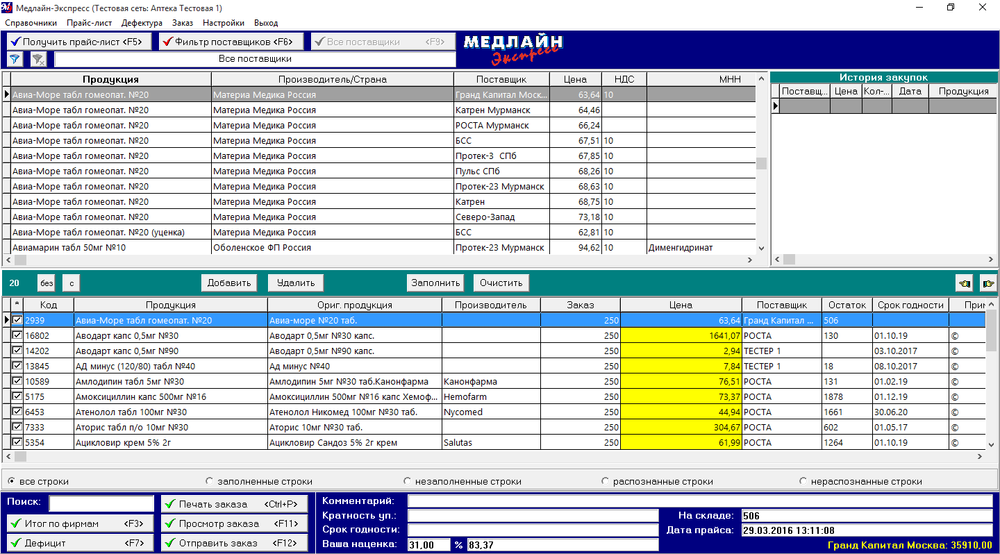 Медлайн-Экспресс (Тестовая сеть: Аптека Тестовая 1)
Справочники Прайс-лист Дефектура Заказ Настройки Выход
Получить прайс-лист <F5> Фильтр поставщиков <F6> Все поставщики <F9> МЕДЛАЙН
Экспресс
Все поставщики
Продукция Производитель/Страна Поставщик Цена НДС МНН
Авиа-Море табл гомеопат. №20 Материа Медика Россия Гранд Капитал Моск... 63,64 10
Авиа-Море табл гомеопат. №20 Материа Медика Россия Катрен Мурманск 64,46
Авиа-Море табл гомеопат. №20 Материа Медика Россия РОСТА Мурманск 66,24
Авиа-Море табл гомеопат. №20 Материа Медика Россия БСС 67,51 10
Авиа-Море табл гомеопат. №20 Материа Медика Россия Протек-3 СПб 67,85 10
Авиа-Море табл гомеопат. №20 Материа Медика Россия Пульс СПб 68,26 10
Авиа-Море табл гомеопат. №20 Материа Медика Россия Протек-23 Мурманск 68,63 10
Авиа-Море табл гомеопат. №20 Материа Медика Россия Катрен 68,75 10
Авиа-Море табл гомеопат. №20 Материа Медика Россия Северо-Запад 73,18 10
Авиа-Море табл гомеопат. №20 (уценка) Материа Медика Россия БСС 62,81 10
Авиамарин табл 50мг №10 Оболенское ФП Россия Протек-23 Мурманск 94,62 10 Дименгидринат
История закупок
Поставщ... Цена Кол-... Дата Продукция
20 без с Добавить Удалить Заполнить Очистить
* Код Продукция Ориг. продукция Производитель Заказ Цена Поставщик Остаток Срок годности При
2939 Авиа-Море табл гомеопат. №20 Авиа-море №20 таб. 250 63,64 Гранд Капитал ... 506
16802 Аводарт капс 0,5мг №30 Аводарт 0,5мг №30 капс. 250 1641,07 РОСТА 130 01.10.19 ©
14202 Аводарт капс 0,5мг №90 Аводарт 0,5мг №90 капс. 250 2,94 ТЕСТЕР 1 03.10.2017 ©
13845 АД минус (120/80) табл №40 Ад минус №40 250 7,84 ТЕСТЕР 1 18 08.10.2017 ©
10589 Амлодипин табл 5мг №30 Амлодипин 5мг №30 таб.Канонфарма Канонфарма 250 76,51 РОСТА 131 01.02.19 ©
5175 Амоксициллин капс 500мг №16 Амоксициллин 500мг №16 капс Хемоф... Hemofarm 250 73,37 РОСТА 1878 01.12.19 ©
6453 Атенолол табл 100мг №30 Атенолол Никомед 100мг №30 таб. Nycomed 250 44,94 РОСТА 1661 30.06.20 ©
7333 Аторис табл п/о 10мг №30 Аторис 10мг №30 таб. 250 304,67 РОСТА 602 01.05.17 ©
5354 Ацикловир крем 5% 2г Ацикловир Сандоз 5% 2г крем Salutas 250 61,99 РОСТА 1264 01.10.19 ©
все строки заполненные строки незаполненные строки распознанные строки нераспознанные строки
Поиск: Печать заказа <Ctrl+P>
Итог по фирмам <F3> Просмотр заказа <F11>
Дефицит <F7> Отправить заказ <F12>
Комментарий:
Кратность уп.: На складе: 506
Срок годности: Дата прайса: 29.03.2016 13:11:08
Ваша наценка: 31,00 % 83,37 Гранд Капитал Москва: 35910,00